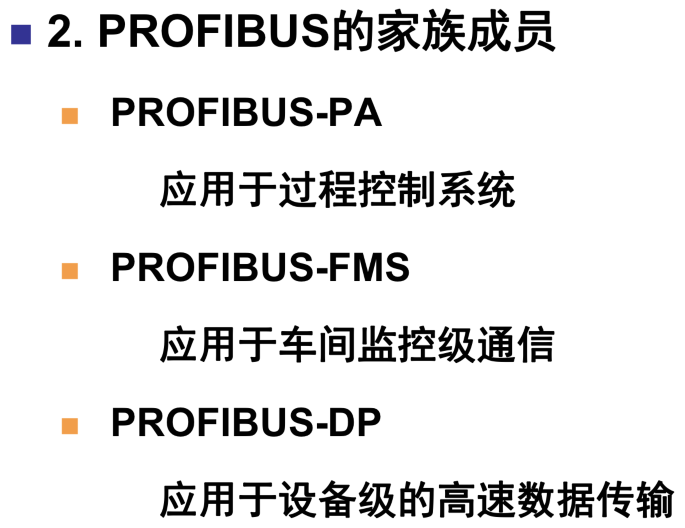 2. PROFIBUS的家族成员
PROFIBUS-PA
应用于过程控制系统
PROFIBUS-FMS
应用于车间监控级通信
PROFIBUS-DP
应用于设备级的高速数据传输